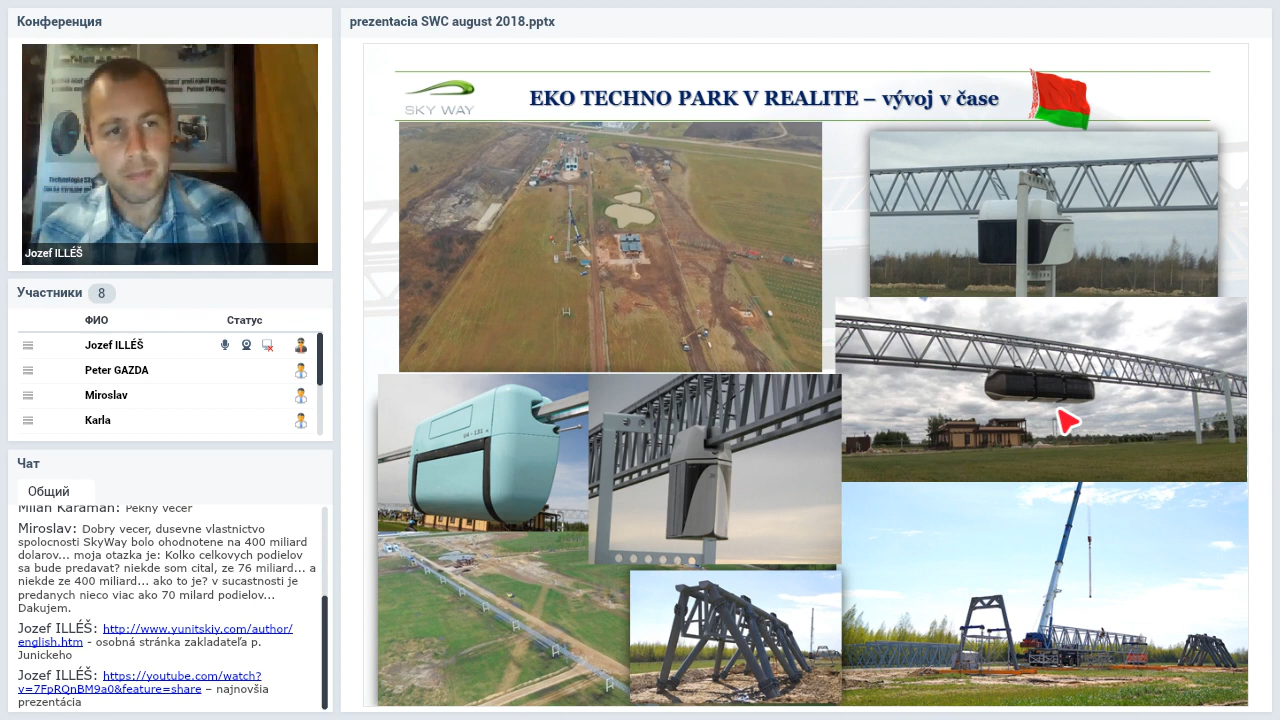 Конференция
Jozef ILLÉŠ
Участники 8
ФИО Статус
Jozef ILLÉŠ
Peter GAZDA
Miroslav
Karla
Чат
Общий
Milan Karaman: Pekny vecer
Miroslav: Dobry vecer, dusevne vlastnictvo
spolocnosti SkyWay bolo ohodnotene na 400 miliard
dolarov... moja otazka je: Kolko celkovych podielov
sa bude predavat? niekde som cital, ze 76 miliard... a
niekde ze 400 miliard... ako to je? v sucastnosti je
predanych nieco viac ako 70 milard podielov...
Dakujem.
Jozef ILLÉŠ: http://www.yunitskiy.com/author/
english.htm - osobná stránka zakladateľa p.
Junickeho
Jozef ILLÉŠ: https://youtube.com/watch?
v=7FpRQnBM9a0&feature=share – najnovšia
prezentácia
prezentacia SWC august 2018.pptx
SKY WAY
EKO TECHNO PARK V REALITE – vývoj v čase